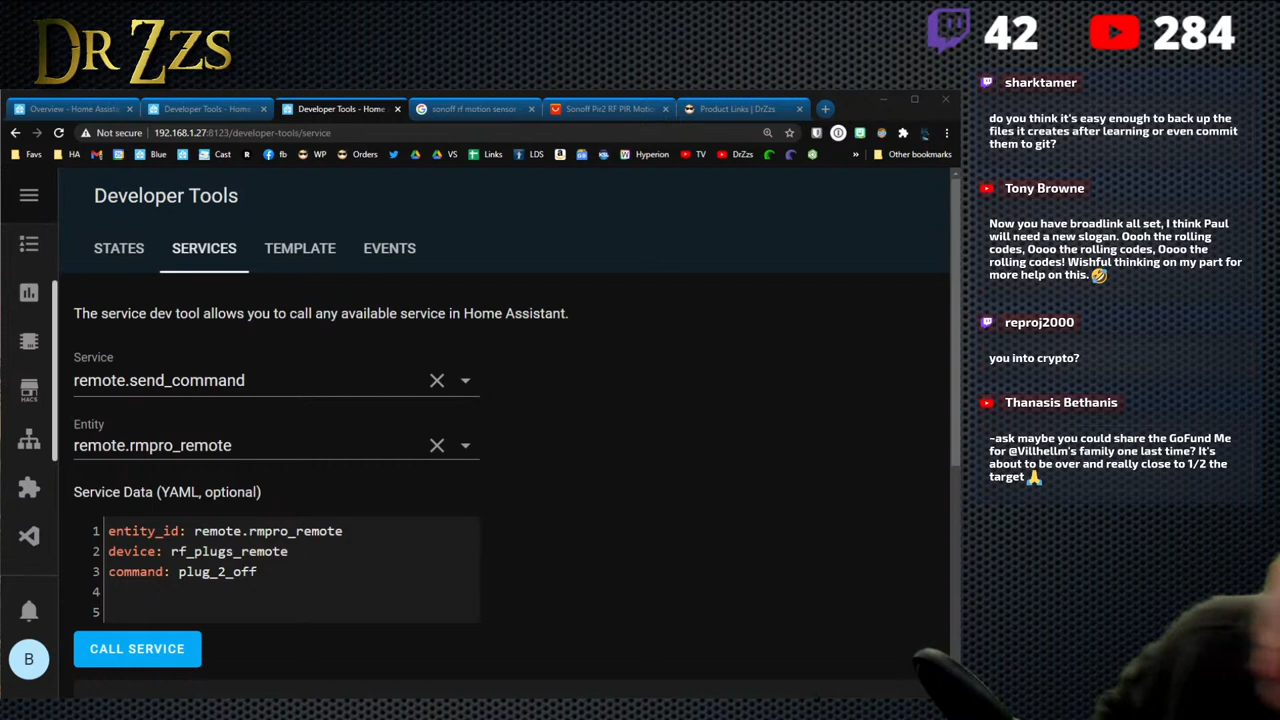 DR ZZS
42
284
Overview - Home Assista
Developer Tools - Home
Developer Tools - Home
sonoff rf motion sensor
Sonoff Pir2 RF PIR Motio
Product Links | DrZzs
Not secure
192.168.1.27:8123/developer-tools/service
Favs
HA
Blue
Cast
fb
WP
Orders
VS
Links
LDS
Hyperion
TV
DrZzs
Other bookmarks
Developer Tools
STATES
SERVICES
TEMPLATE
EVENTS
The service dev tool allows you to call any available service in Home Assistant.
Service
remote.send_command
Entity
remote.rmpro_remote
Service Data (YAML, optional)
1 entity_id: remote.rmpro_remote
2 device: rf_plugs_remote
3 command: plug_2_off
4
5
CALL SERVICE
HACS
B
sharktamer
do you think it's easy enough to back up the
files it creates after learning or even commit
them to git?
Tony Browne
Now you have broadlink all set, I think Paul
will need a new slogan. Oooh the rolling
codes, Oooo the rolling codes, Oooo the
rolling codes! Wishful thinking on my part for
more help on this. 🤣
reproj2000
you into crypto?
Thanasis Bethanis
~ask maybe you could share the GoFund Me
for @Villhellm's family one last time? It's
about to be over and really close to 1/2 the
target 🙏